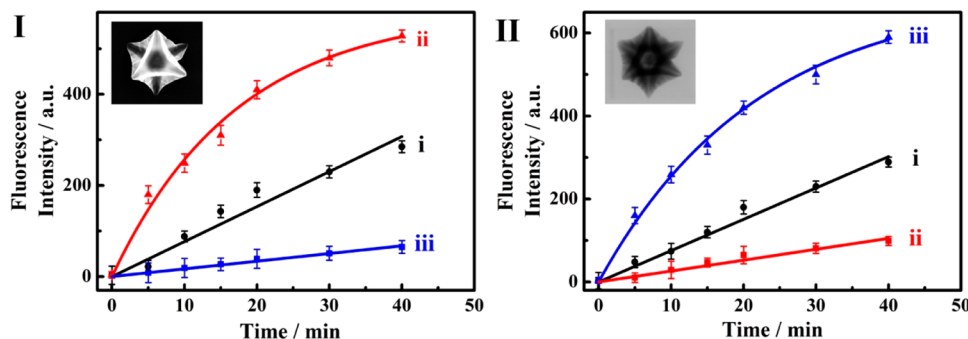 I
ii
i
iii
400
200
0
Fluorescence
Intensity / a.u.
0 10 20 30 40 50
Time / min
II
iii
i
ii
600
400
200
0
Fluorescence
Intensity / a.u.
0 10 20 30 40 50
Time / min